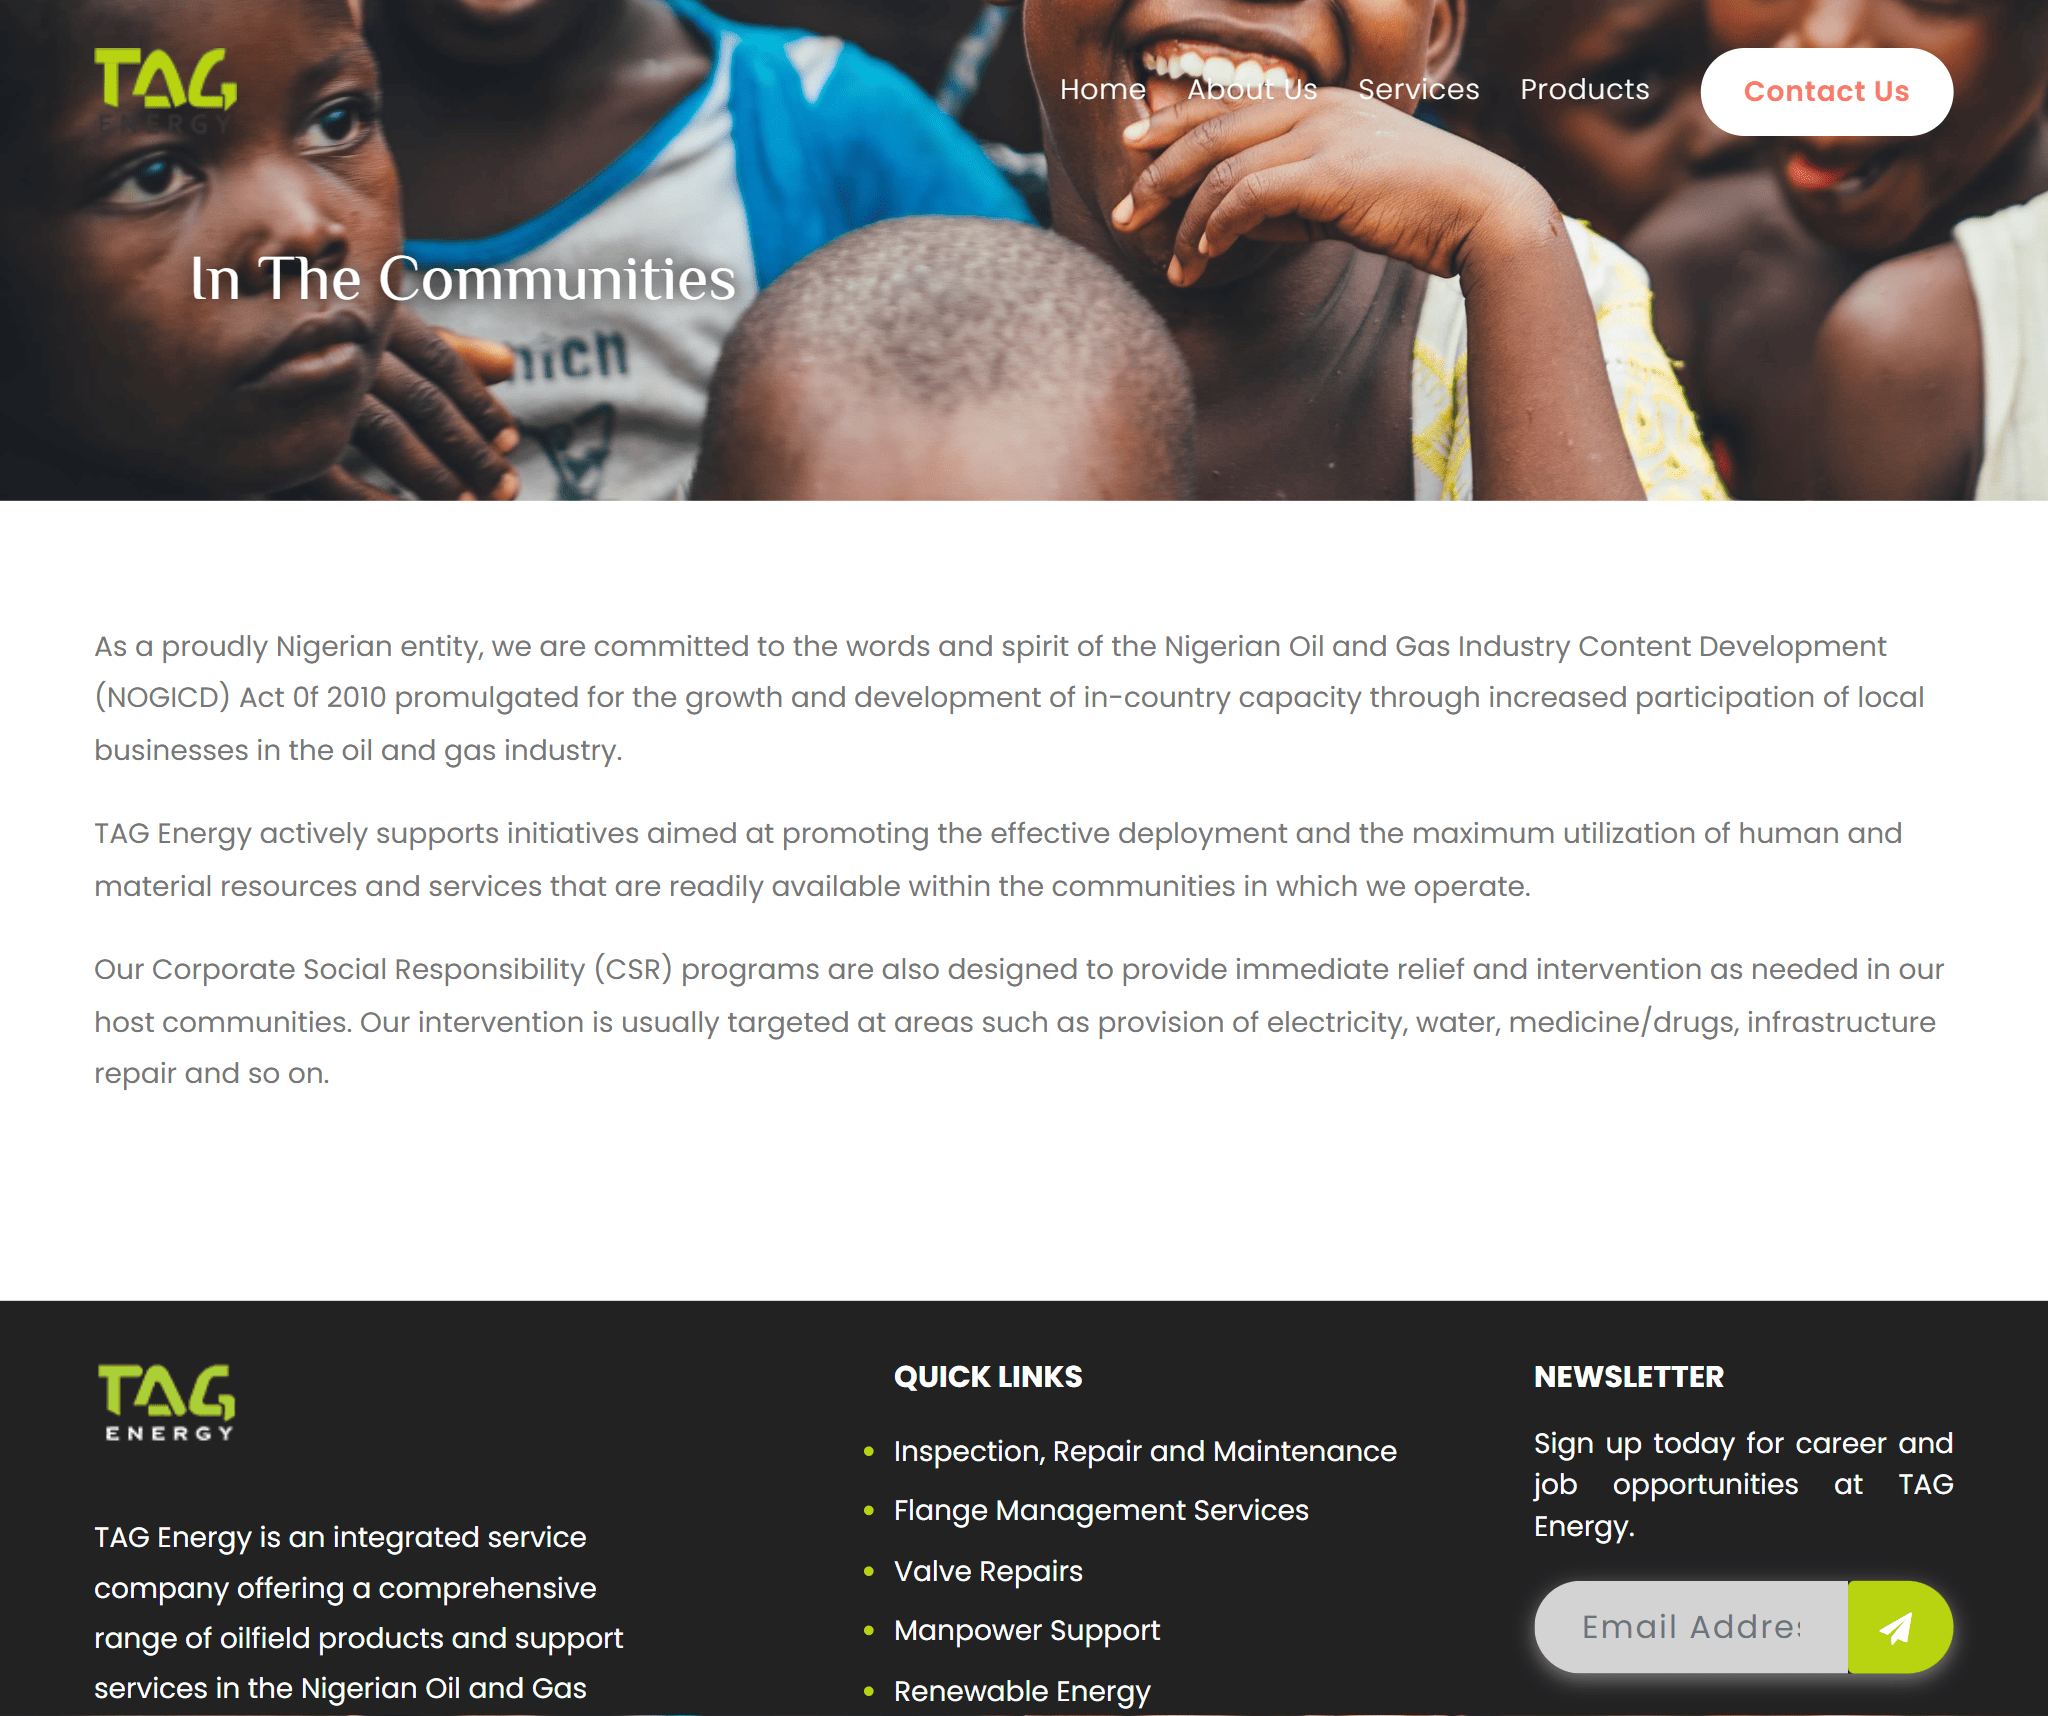 TAG
ENERGY
Home
About Us
Services
Products
Contact Us
In The Communities
As a proudly Nigerian entity, we are committed to the words and spirit of the Nigerian Oil and Gas Industry Content Development
(NOGICD) Act 0f 2010 promulgated for the growth and development of in-country capacity through increased participation of local
businesses in the oil and gas industry.
TAG Energy actively supports initiatives aimed at promoting the effective deployment and the maximum utilization of human and
material resources and services that are readily available within the communities in which we operate.
Our Corporate Social Responsibility (CSR) programs are also designed to provide immediate relief and intervention as needed in our
host communities. Our intervention is usually targeted at areas such as provision of electricity, water, medicine/drugs, infrastructure
repair and so on.
TAG
ENERGY
TAG Energy is an integrated service
company offering a comprehensive
range of oilfield products and support
services in the Nigerian Oil and Gas
QUICK LINKS
Inspection, Repair and Maintenance
Flange Management Services
Valve Repairs
Manpower Support
Renewable Energy
NEWSLETTER
Sign up today for career and
job opportunities at TAG
Energy.
Email Addres